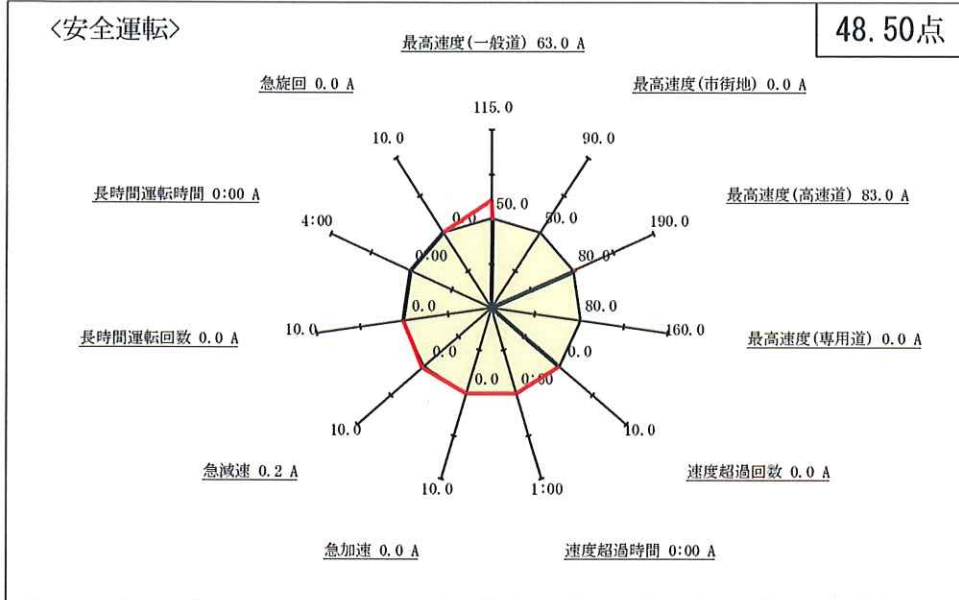 <安全運転>
48.50点
最高速度(一般道) 63.0 A
急旋回 0.0 A
最高速度(市街地) 0.0 A
115.0
10.0
90.0
長時間運転時間 0:00 A
最高速度(高速道) 83.0 A
4:00
0.0
50.0
50.0
190.0
0:00
80.0
長時間運転回数 0.0 A
10.0
0.0
80.0
160.0
最高速度(専用道) 0.0 A
0.0
0.0
0.0
0:00
10.0
10.0
急減速 0.2 A
速度超過回数 0.0 A
10.0
1:00
急加速 0.0 A
速度超過時間 0:00 A